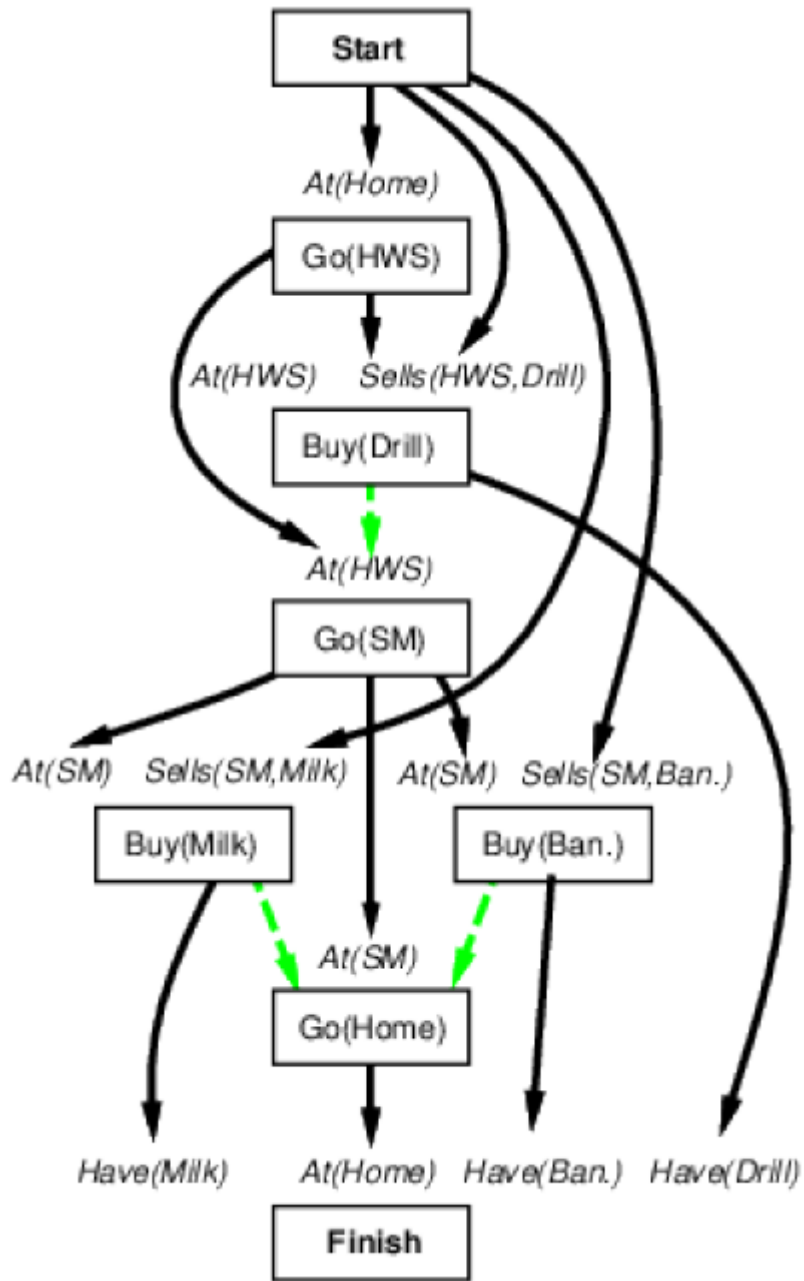 Start
At(Home)
Go(HWS)
At(HWS) Sells(HWS,Drill)
Buy(Drill)
At(HWS)
Go(SM)
At(SM) Sells(SM,Milk) At(SM) Sells(SM,Ban.)
Buy(Milk) Buy(Ban.)
At(SM)
Go(Home)
Have(Milk) At(Home) Have(Ban.) Have(Drill)
Finish